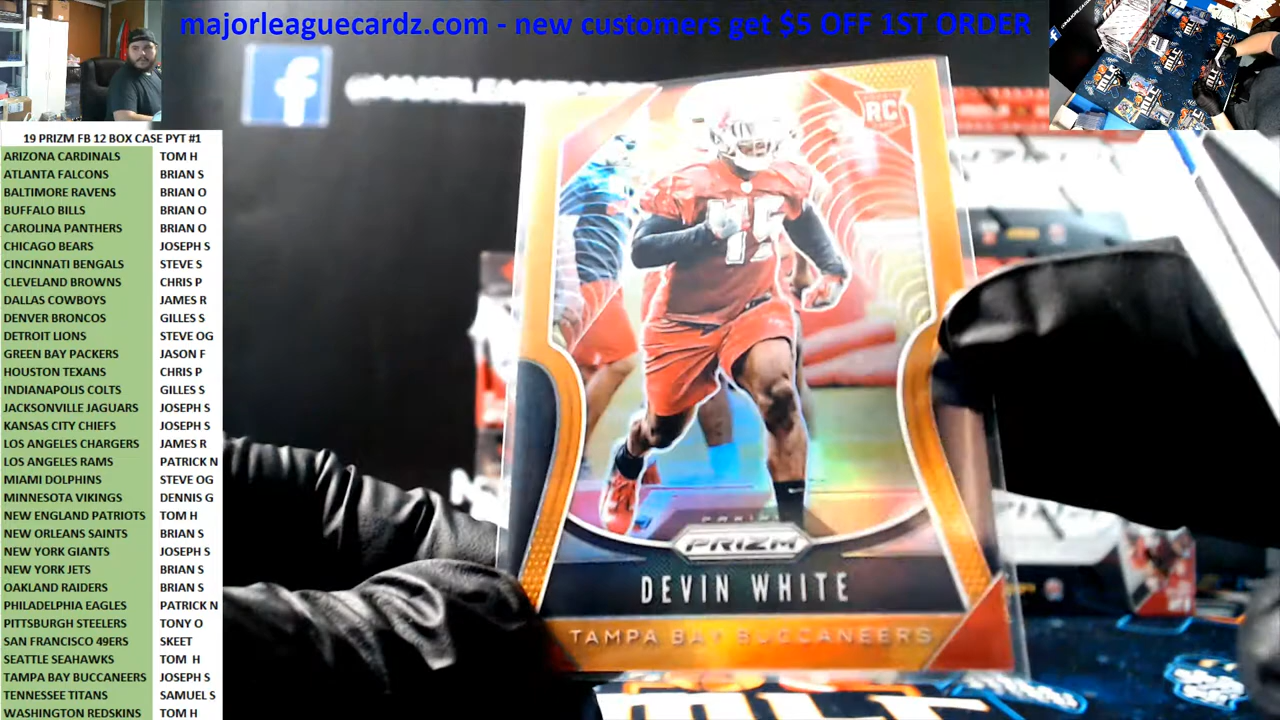 majorleaguecardz.com - new customers get $5 OFF 1ST ORDER
19 PRIZM FB 12 BOX CASE PYT #1
ARIZONA CARDINALS TOM H
ATLANTA FALCONS BRIAN S
BALTIMORE RAVENS BRIAN O
BUFFALO BILLS BRIAN O
CAROLINA PANTHERS BRIAN O
CHICAGO BEARS JOSEPH S
CINCINNATI BENGALS STEVE S
CLEVELAND BROWNS CHRIS P
DALLAS COWBOYS JAMES R
DENVER BRONCOS GILLES S
DETROIT LIONS STEVE OG
GREEN BAY PACKERS JASON F
HOUSTON TEXANS CHRIS P
INDIANAPOLIS COLTS GILLES S
JACKSONVILLE JAGUARS JOSEPH S
KANSAS CITY CHIEFS JOSEPH S
LOS ANGELES CHARGERS JAMES R
LOS ANGELES RAMS PATRICK N
MIAMI DOLPHINS STEVE OG
MINNESOTA VIKINGS DENNIS G
NEW ENGLAND PATRIOTS TOM H
NEW ORLEANS SAINTS BRIAN S
NEW YORK GIANTS JOSEPH S
NEW YORK JETS BRIAN S
OAKLAND RAIDERS BRIAN S
PHILADELPHIA EAGLES PATRICK N
PITTSBURGH STEELERS TONY O
SAN FRANCISCO 49ERS SKEET
SEATTLE SEAHAWKS TOM H
TAMPA BAY BUCCANEERS JOSEPH S
TENNESSEE TITANS SAMUEL S
WASHINGTON REDSKINS TOM H
f
RC
45
PANINI
PRIZM
DEVIN WHITE
TAMPA BAY BUCCANEERS
MLC